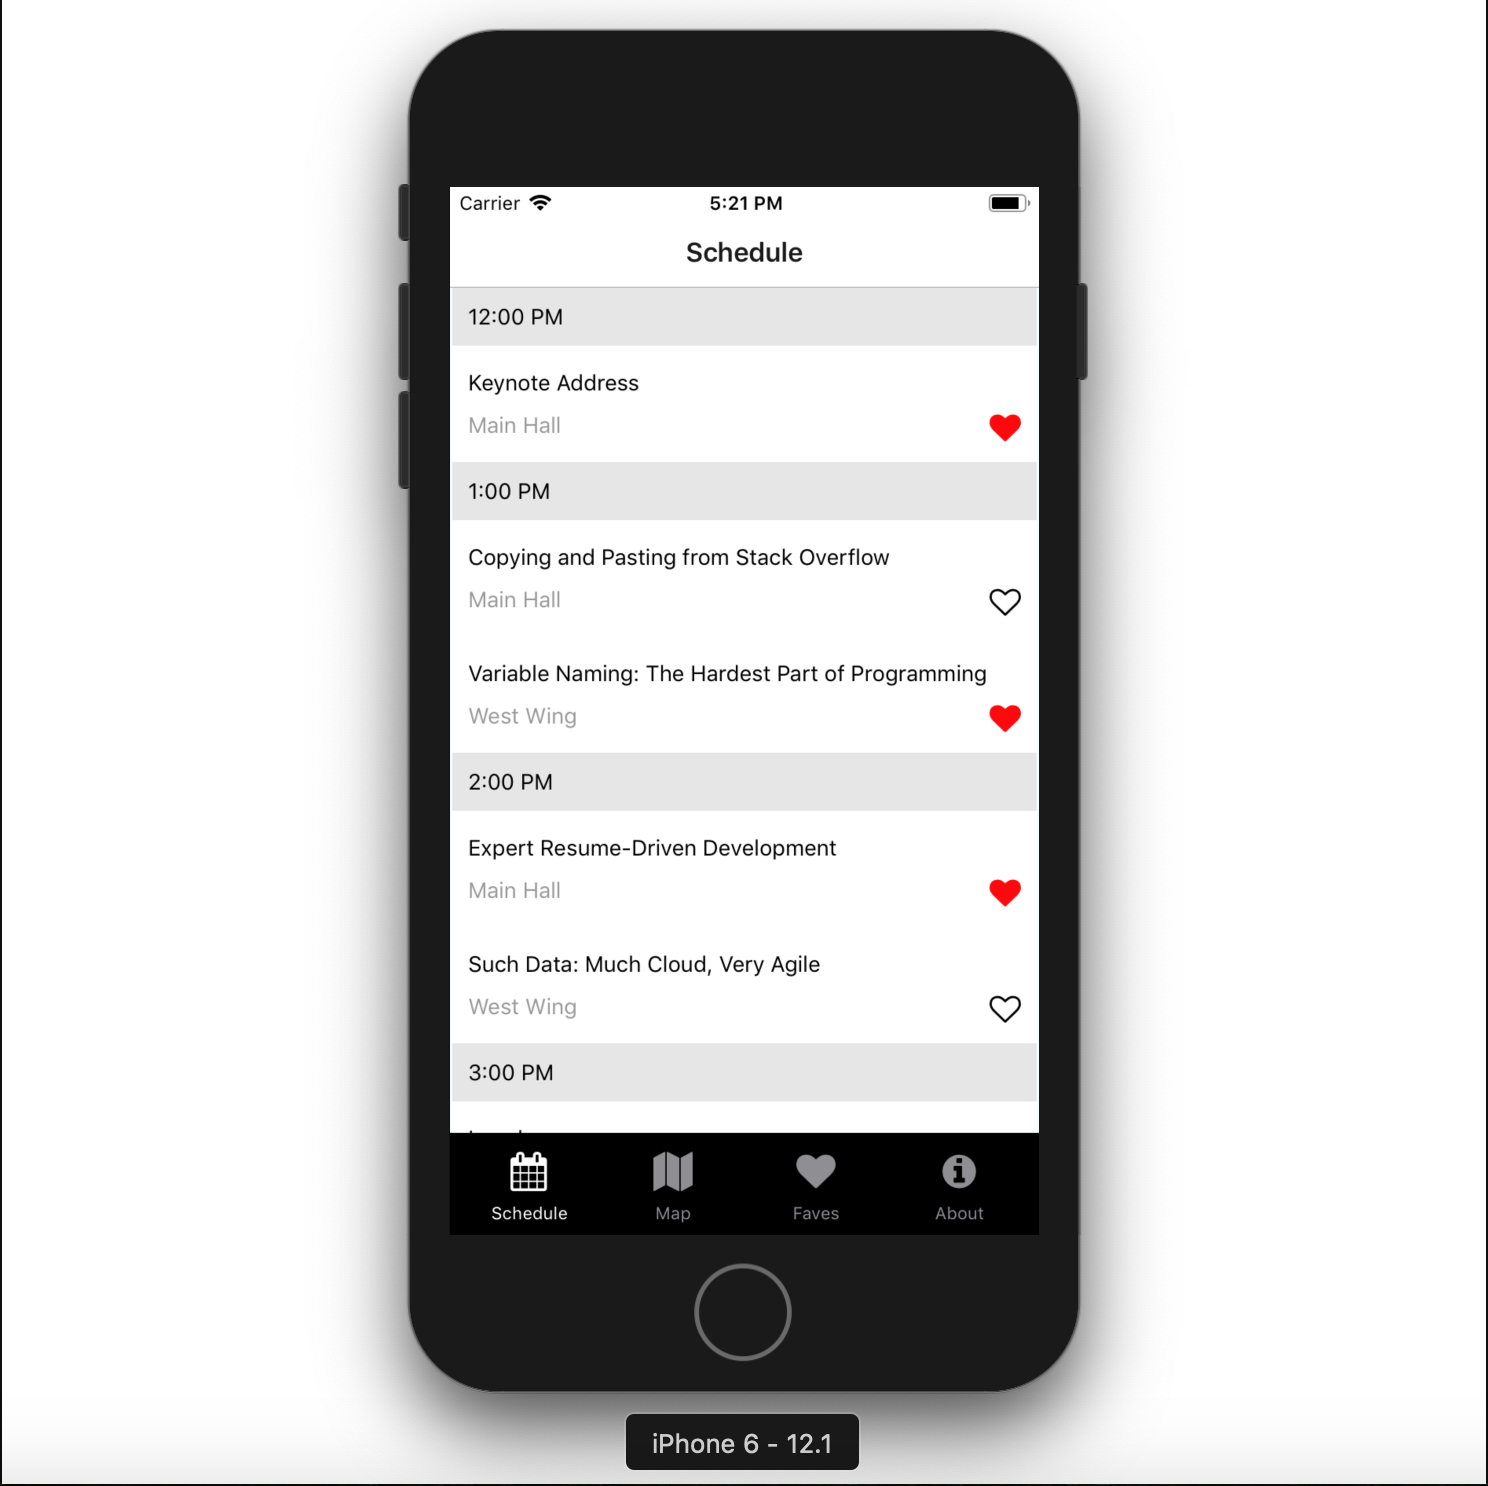 Carrier 5:21 PM
Schedule
12:00 PM
Keynote Address
Main Hall
1:00 PM
Copying and Pasting from Stack Overflow
Main Hall
Variable Naming: The Hardest Part of Programming
West Wing
2:00 PM
Expert Resume-Driven Development
Main Hall
Such Data: Much Cloud, Very Agile
West Wing
3:00 PM
Schedule Map Faves About
iPhone 6 - 12.1